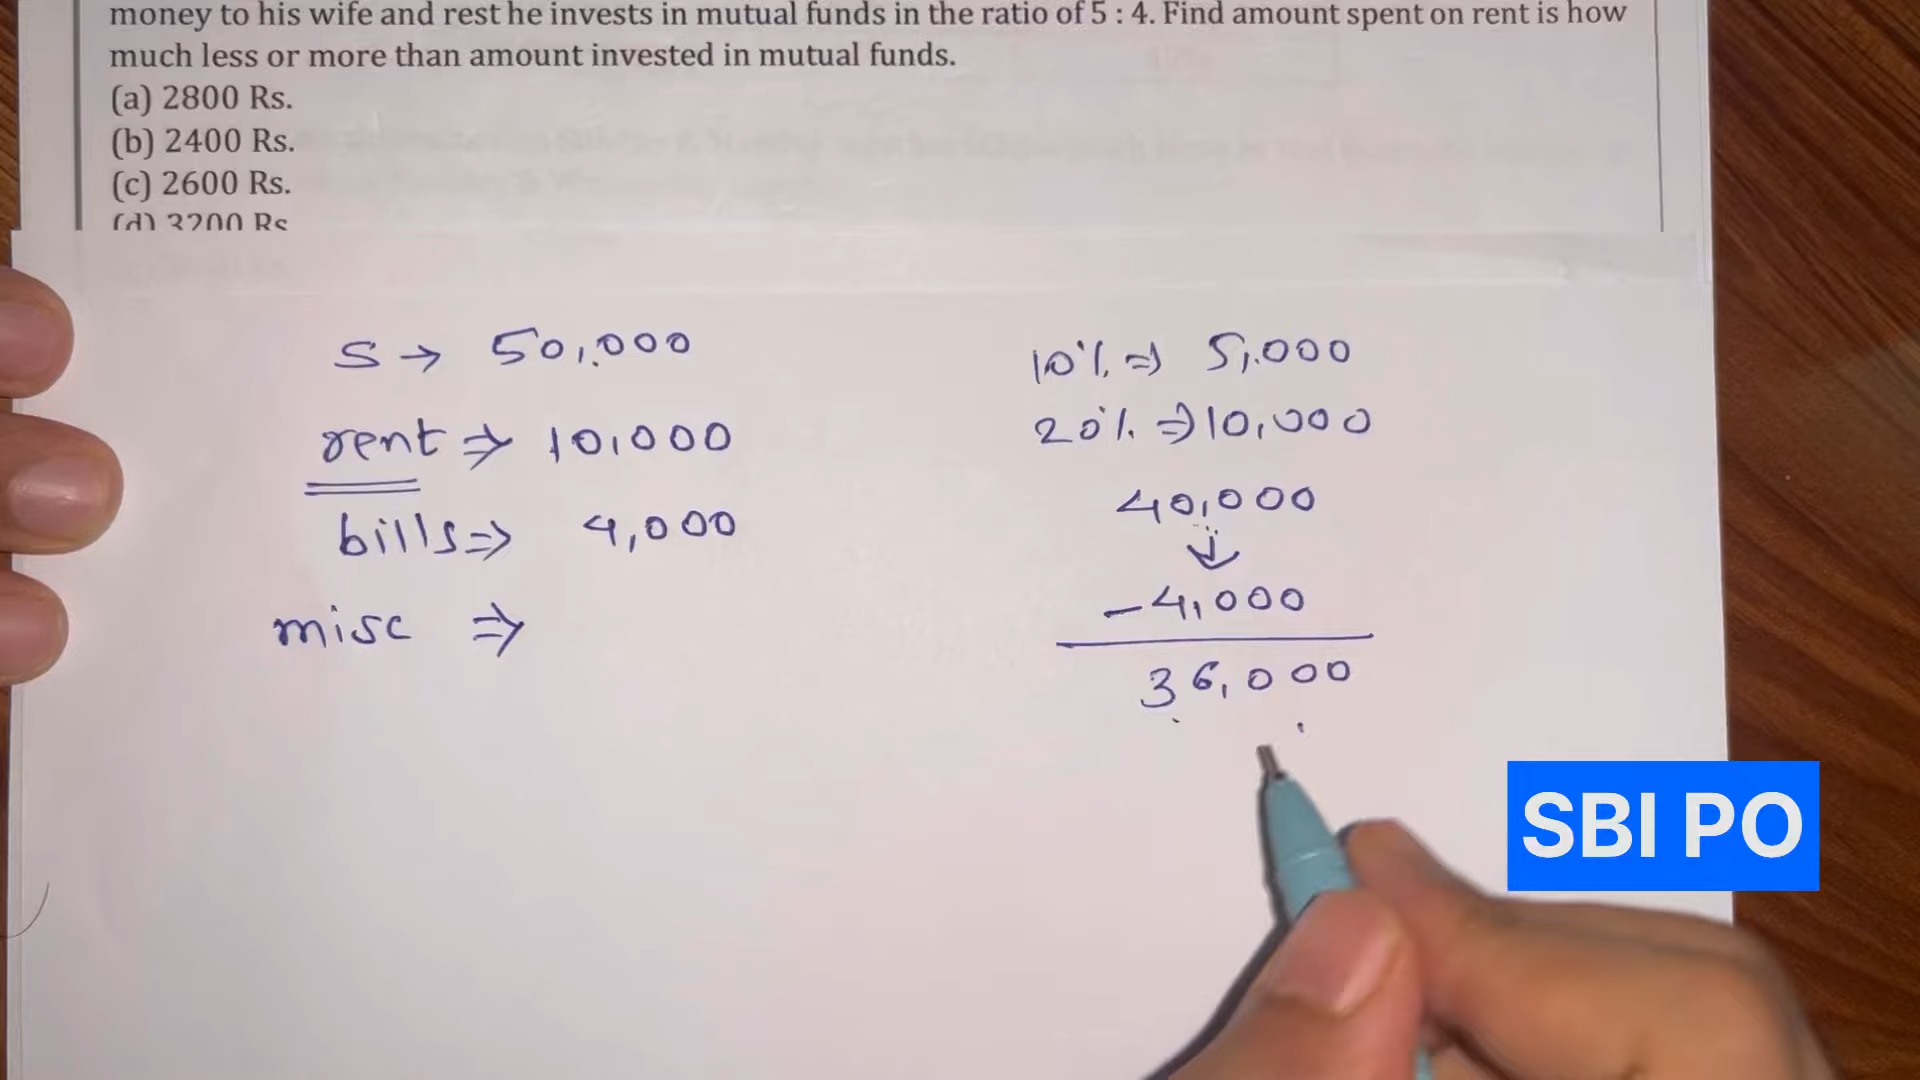 money to his wife and rest he invests in mutual funds in the ratio of 5 : 4. Find amount spent on rent is how
much less or more than amount invested in mutual funds.
(a) 2800 Rs.
(b) 2400 Rs.
(c) 2600 Rs.
(d) 3200 Rs
S → 50,000
rent ⇒ 10,000
bills ⇒ 4,000
misc ⇒
10% ⇒ 5,000
20% ⇒ 10,000
40,000
↓
- 4,000
36,000
SBI PO